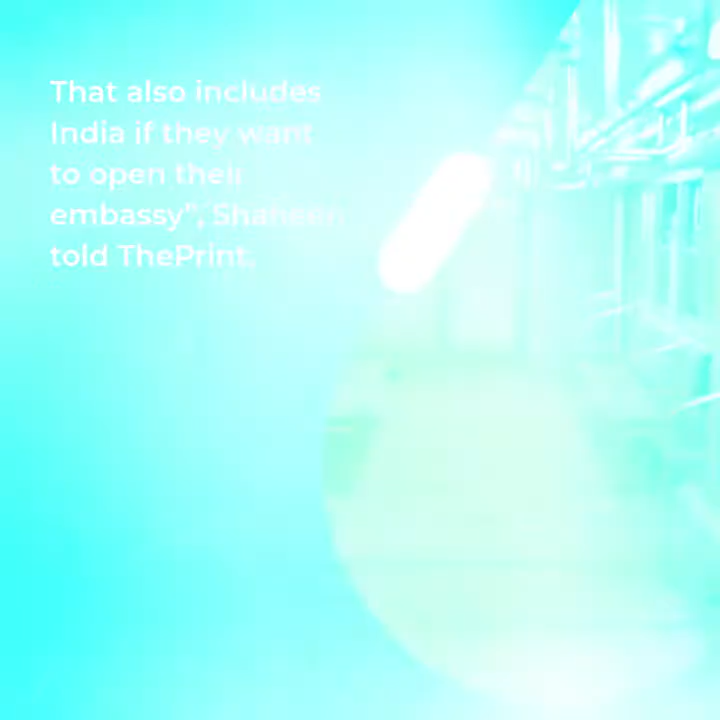 That also includes
India if they want
to open their
embassy", Shaheen
told ThePrint.